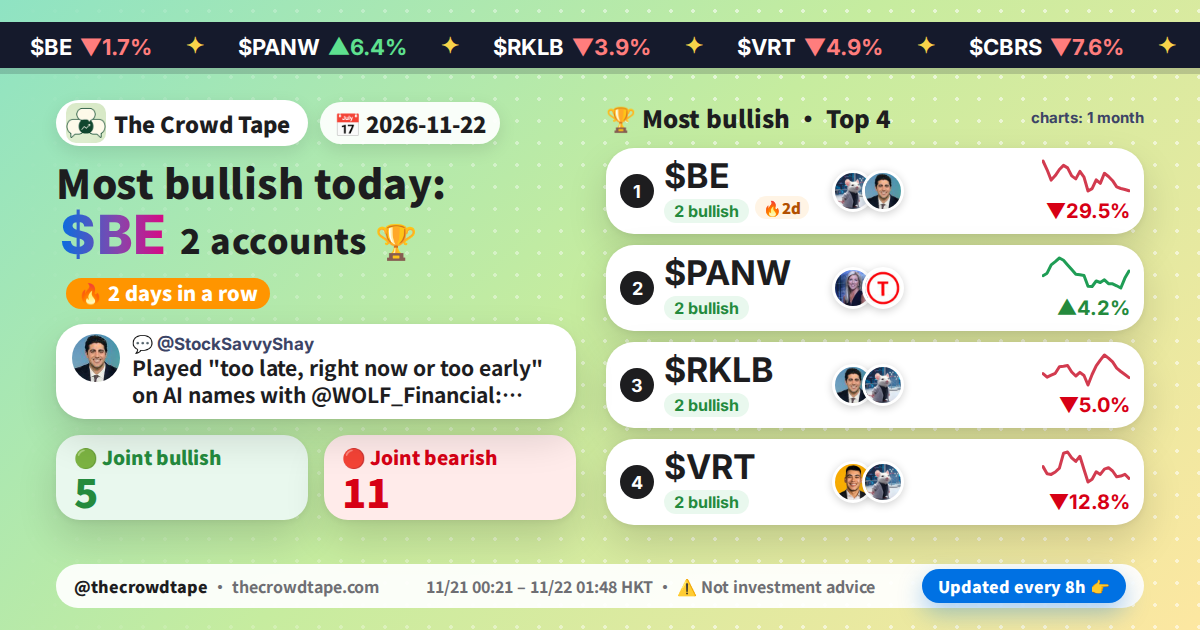 $BE ▼1.7% ✦ $PANW ▲6.4% ✦ $RKLB ▼3.9% ✦ $VRT ▼4.9% ✦ $CBRS ▼7.6% ✦
The Crowd Tape
📅 2026-11-22
Most bullish today:
$BE 2 accounts 🏆
🔥 2 days in a row
💬 @StockSavvyShay
Played "too late, right now or too early"
on AI names with @WOLF_Financial:⋯
🟢 Joint bullish
5
🔴 Joint bearish
11
🏆 Most bullish • Top 4
charts: 1 month
1
$BE
2 bullish
🔥2d
▼29.5%
2
$PANW
2 bullish
T
▲4.2%
3
$RKLB
2 bullish
▼5.0%
4
$VRT
2 bullish
▼12.8%
@thecrowdtape • thecrowdtape.com
11/21 00:21 – 11/22 01:48 HKT • ⚠️ Not investment advice
Updated every 8h 👉